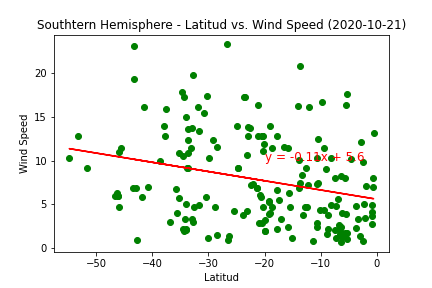 Southtern Hemisphere - Latitud vs. Wind Speed (2020-10-21)
Wind Speed
20
15
10
5
0
y = -0.11x + 5.6
−50
−40
−30
−20
−10
0
Latitud